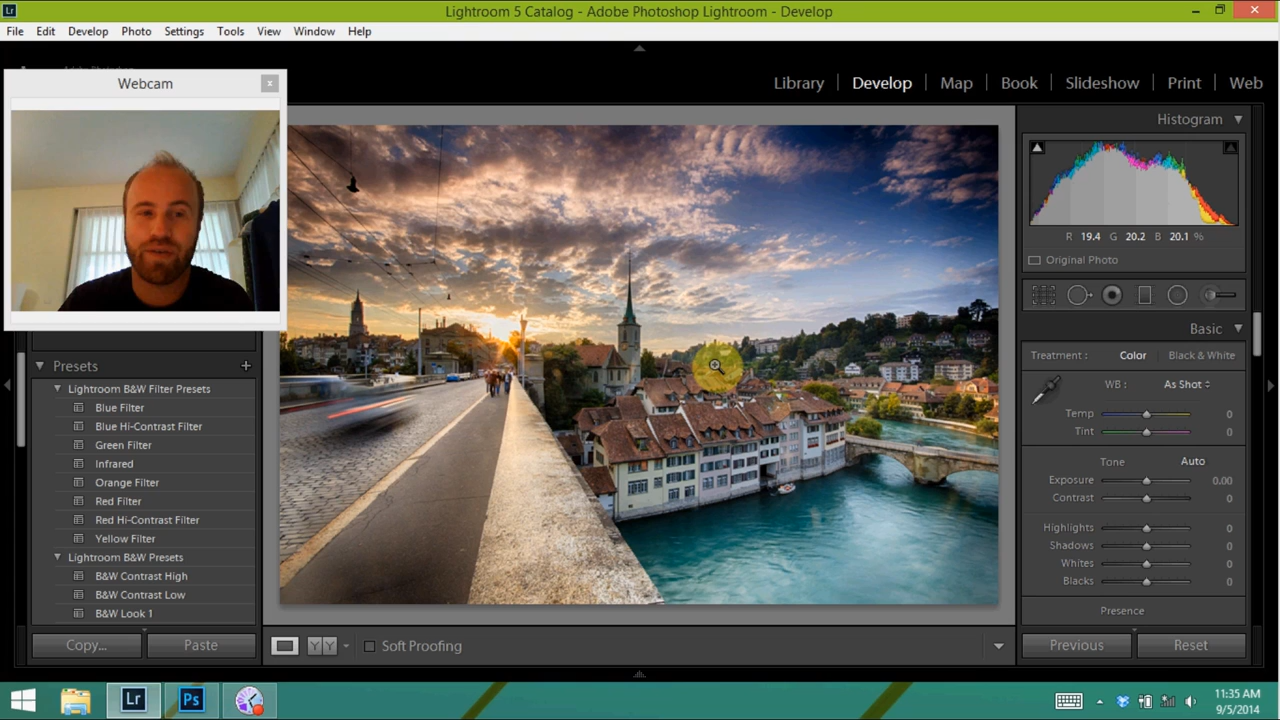 Lr
Lightroom 5 Catalog - Adobe Photoshop Lightroom - Develop
File Edit Develop Photo Settings Tools View Window Help
Webcam
x
Library | Develop | Map | Book | Slideshow | Print | Web
Histogram
R 19.4 G 20.2 B 20.1 %
Original Photo
Basic
Treatment : Color Black & White
WB : As Shot
Temp 0
Tint 0
Tone Auto
Exposure 0.00
Contrast 0
Highlights 0
Shadows 0
Whites 0
Blacks 0
Presence
Previous Reset
Presets +
Lightroom B&W Filter Presets
Blue Filter
Blue Hi-Contrast Filter
Green Filter
Infrared
Orange Filter
Red Filter
Red Hi-Contrast Filter
Yellow Filter
Lightroom B&W Presets
B&W Contrast High
B&W Contrast Low
B&W Look 1
Copy... Paste
YY Soft Proofing
Lr Ps
11:35 AM
9/5/2014